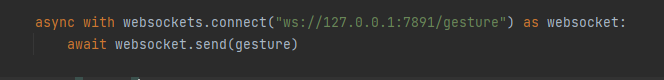 async with websockets.connect("ws://127.0.0.1:7891/gesture") as websocket:
    await websocket.send(gesture)